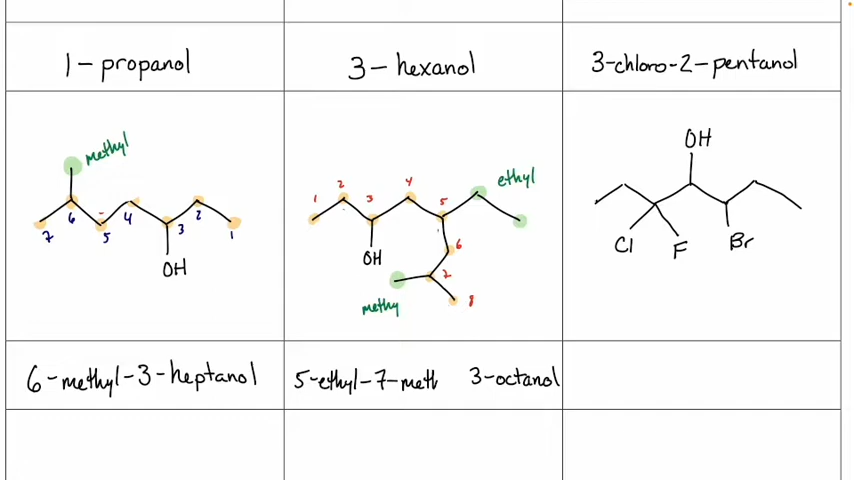 1-propanol
3-hexanol
3-chloro-2-pentanol
methyl
7 6 5 4 3 2 1
OH
1 2 3 4 5 6 7 8
ethyl
OH
methy
OH
Cl F Br
6-methyl-3-heptanol
5-ethyl-7-meth 3-octanol